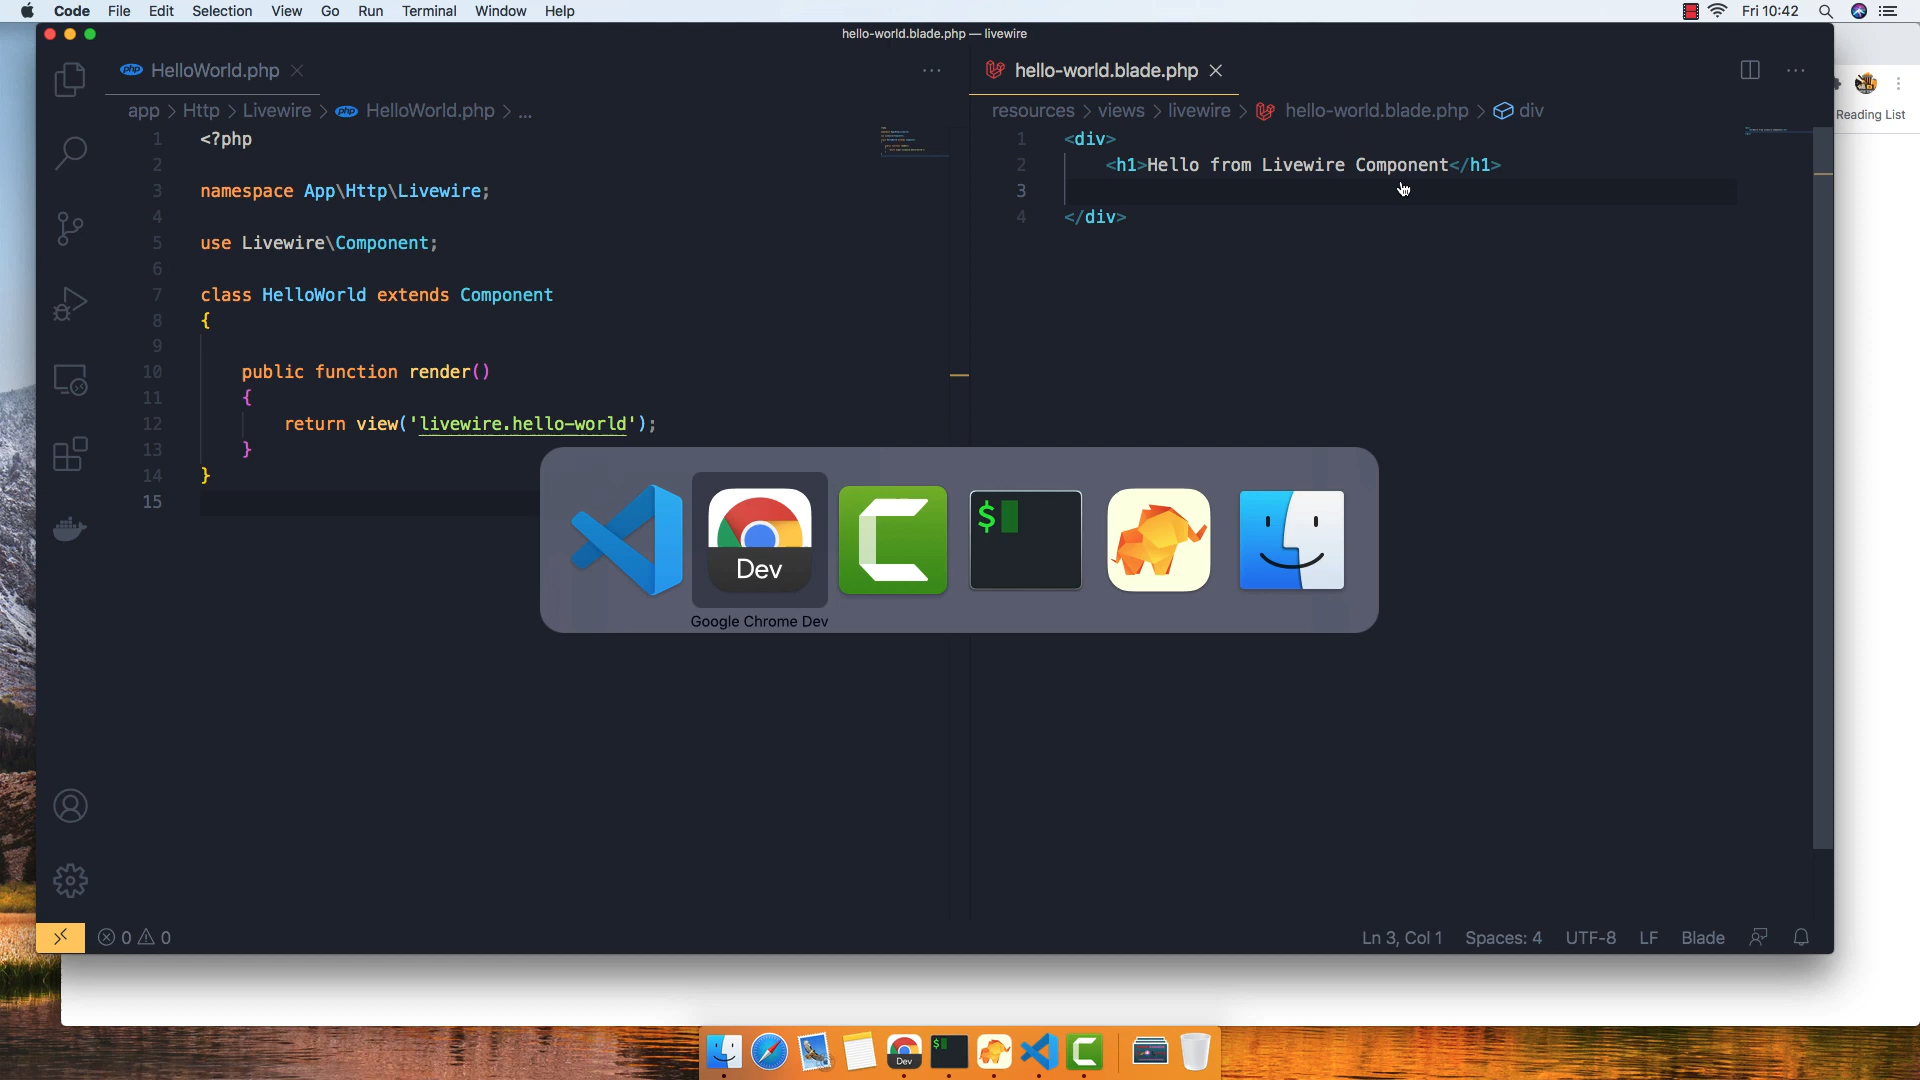 Code File Edit Selection View Go Run Terminal Window Help
Fri 10:42
hello-world.blade.php — livewire
HelloWorld.php
app > Http > Livewire > HelloWorld.php > ...
1 <?php
2
3 namespace App\Http\Livewire;
4
5 use Livewire\Component;
6
7 class HelloWorld extends Component
8 {
9
10 public function render()
11 {
12 return view('livewire.hello-world');
13 }
14 }
15
hello-world.blade.php
resources > views > livewire > hello-world.blade.php > div
1 <div>
2 <h1>Hello from Livewire Component</h1>
3
4 </div>
Reading List
Dev
$
Google Chrome Dev
0 0
Ln 3, Col 1 Spaces: 4 UTF-8 LF Blade
Dev
$